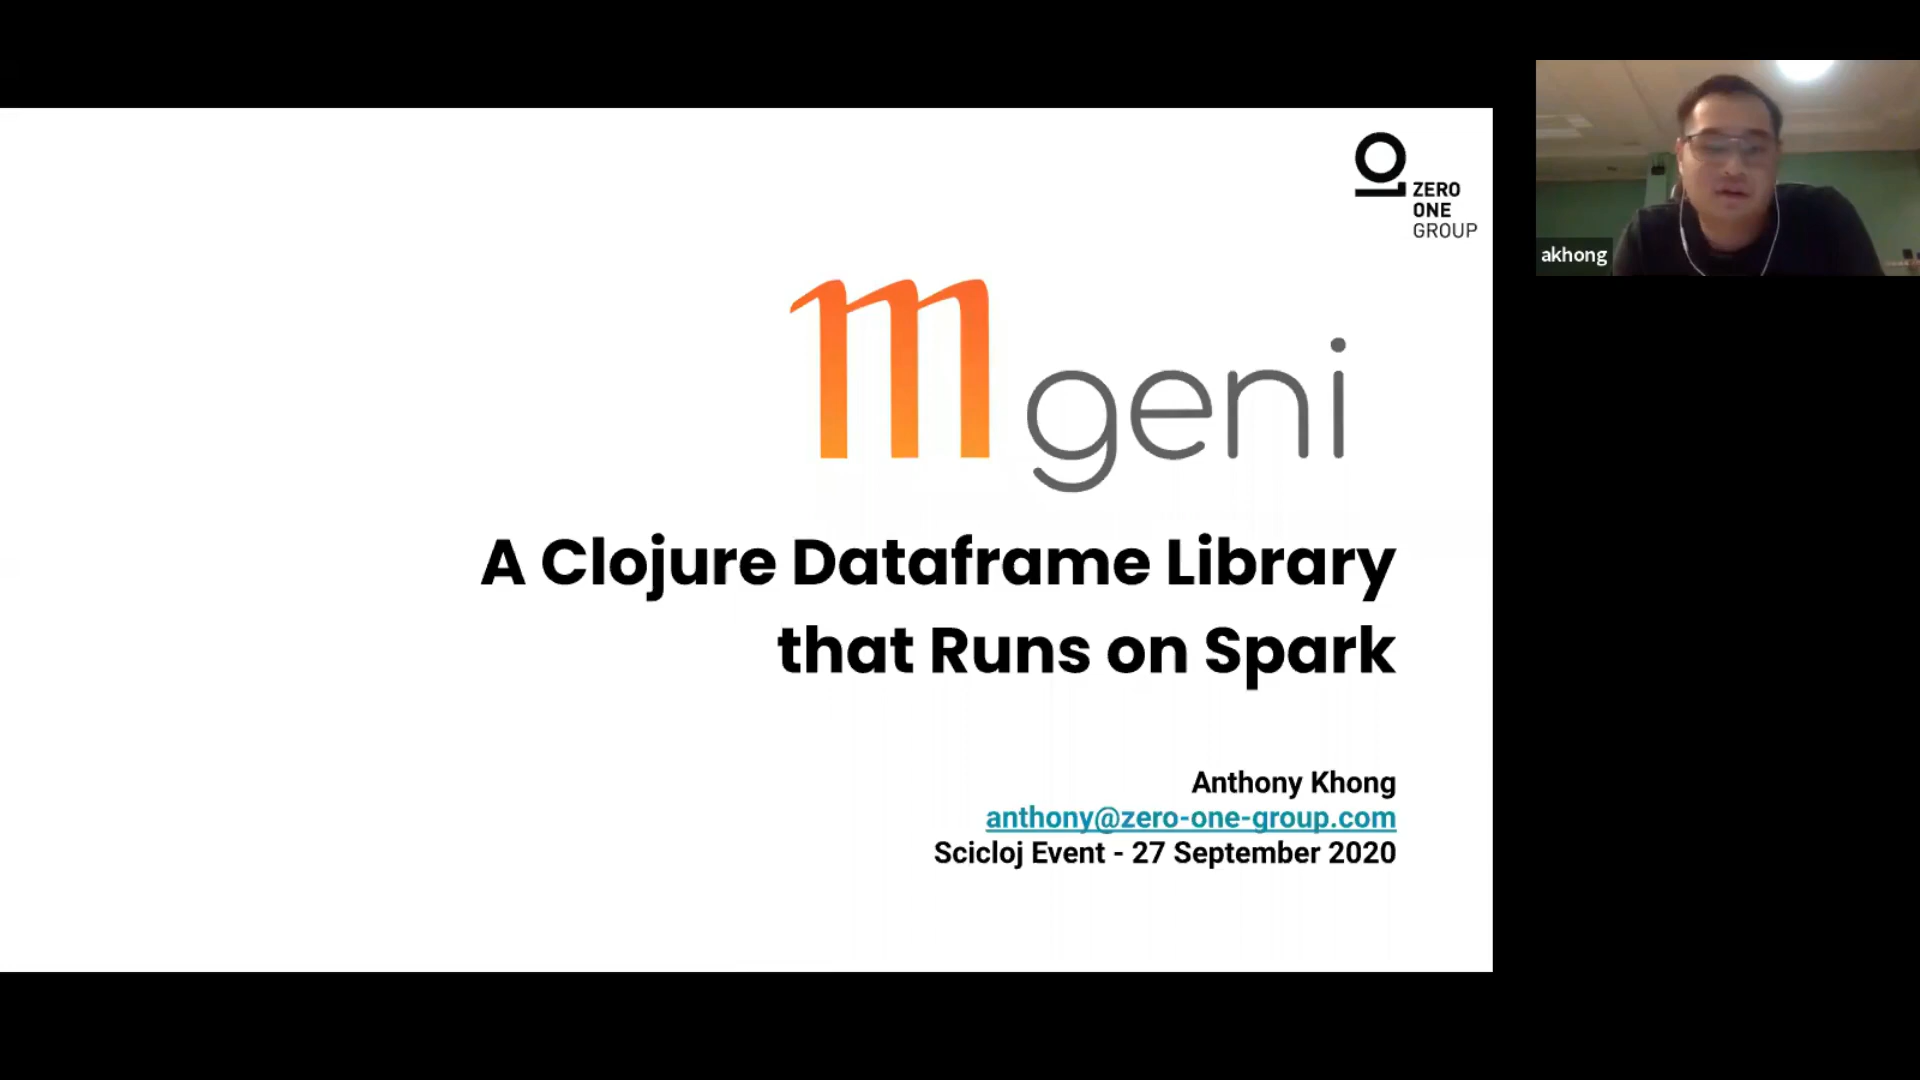 ZERO
ONE
GROUP
geni
A Clojure Dataframe Library
that Runs on Spark
Anthony Khong
anthony@zero-one-group.com
Scicloj Event - 27 September 2020
akhong